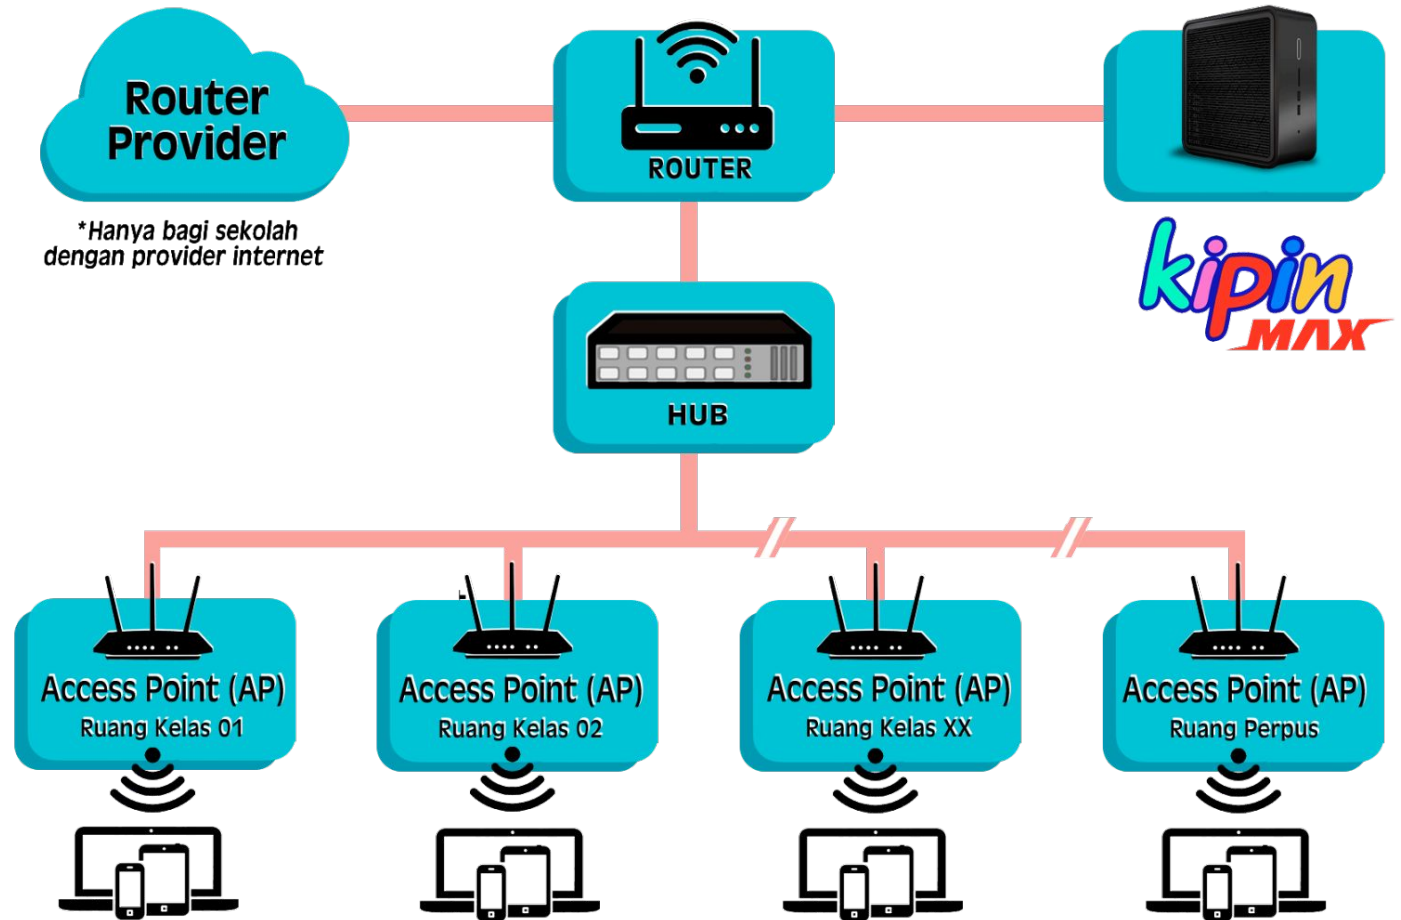 Router
Provider
*Hanya bagi sekolah
dengan provider internet
ROUTER
kipin
MAX
HUB
Access Point (AP)
Ruang Kelas 01
Access Point (AP)
Ruang Kelas 02
Access Point (AP)
Ruang Kelas XX
Access Point (AP)
Ruang Perpus